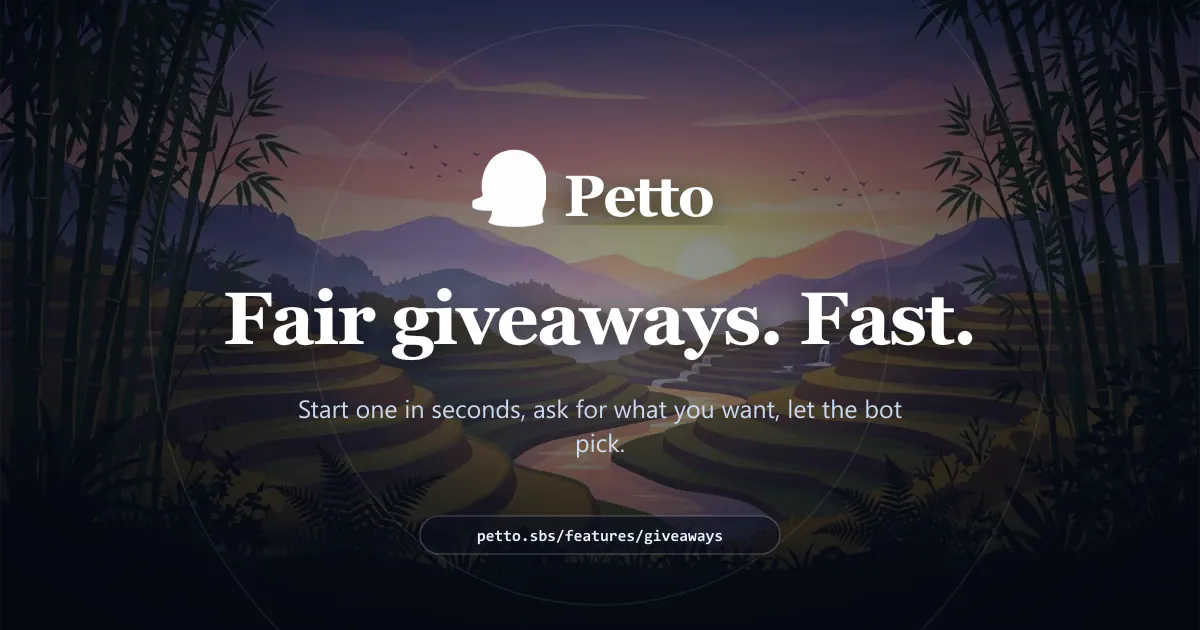 Petto
Fair giveaways. Fast.
Start one in seconds, ask for what you want, let the bot
pick.
petto.sbs/features/giveaways